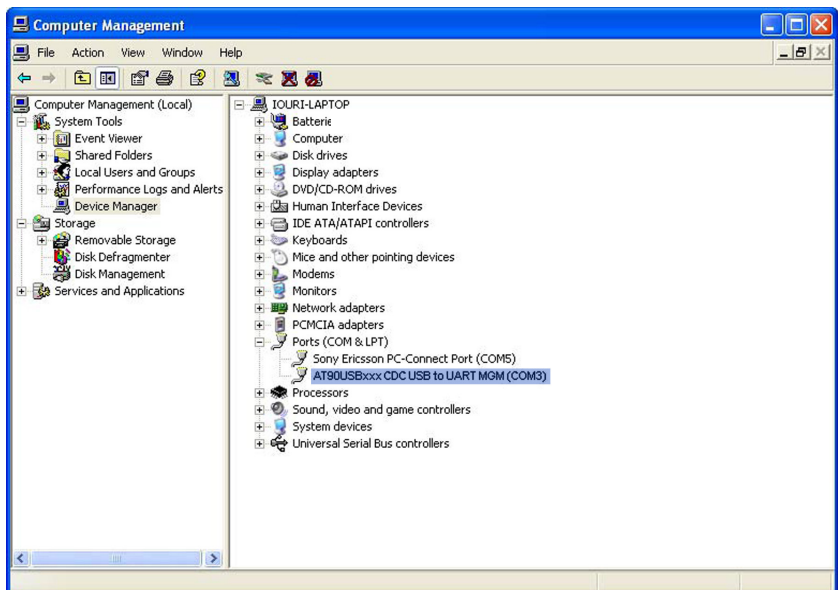 Computer Management
File Action View Window Help
Computer Management (Local)
System Tools
Event Viewer
Shared Folders
Local Users and Groups
Performance Logs and Alerts
Device Manager
Storage
Removable Storage
Disk Defragmenter
Disk Management
Services and Applications
IOURI-LAPTOP
Batterie
Computer
Disk drives
Display adapters
DVD/CD-ROM drives
Human Interface Devices
IDE ATA/ATAPI controllers
Keyboards
Mice and other pointing devices
Modems
Monitors
Network adapters
PCMCIA adapters
Ports (COM & LPT)
Sony Ericsson PC-Connect Port (COM5)
AT90USBxxx CDC USB to UART MGM (COM3)
Processors
Sound, video and game controllers
System devices
Universal Serial Bus controllers